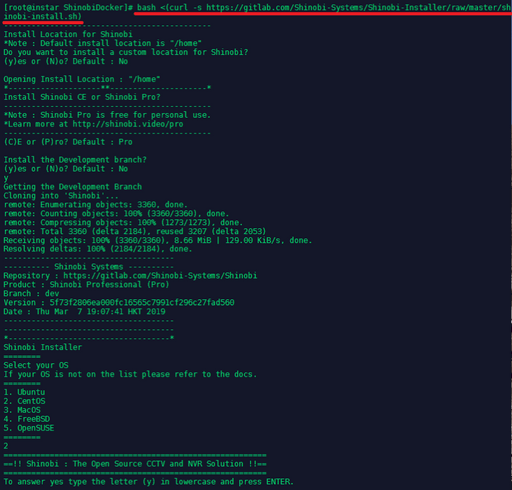 [root@instar ShinobiDocker]# bash <(curl -s https://gitlab.com/Shinobi-Systems/Shinobi-Installer/raw/master/sh
inobi-install.sh)
---------------------------------------------
Install Location for Shinobi
*Note : Default install location is "/home"
Do you want to install a custom location for Shinobi?
(y)es or (N)o? Default : No

Opening Install Location : "/home"
*--------------------**---------------------*
Install Shinobi CE or Shinobi Pro?
---------------------------------------------
*Note : Shinobi Pro is free for personal use.
*Learn more at http://shinobi.video/pro
---------------------------------------------
(C)E or (P)ro? Default : Pro

Install the Development branch?
(y)es or (N)o? Default : No
y
Getting the Development Branch
Cloning into 'Shinobi'...
remote: Enumerating objects: 3360, done.
remote: Counting objects: 100% (3360/3360), done.
remote: Compressing objects: 100% (1273/1273), done.
remote: Total 3360 (delta 2184), reused 3207 (delta 2053)
Receiving objects: 100% (3360/3360), 8.66 MiB | 129.00 KiB/s, done.
Resolving deltas: 100% (2184/2184), done.
-------------------------------------
---------- Shinobi Systems ----------
Repository : https://gitlab.com/Shinobi-Systems/Shinobi
Product : Shinobi Professional (Pro)
Branch : dev
Version : 5f73f2806ea000fc16565c7991cf296c27fad560
Date : Thu Mar  7 19:07:41 HKT 2019
-------------------------------------
-------------------------------------
*-----------------------------------*
Shinobi Installer
========
Select your OS
If your OS is not on the list please refer to the docs.
========
1. Ubuntu
2. CentOS
3. MacOS
4. FreeBSD
5. OpenSUSE
========
2
=========================================================
==!! Shinobi : The Open Source CCTV and NVR Solution !!==
=========================================================
To answer yes type the letter (y) in lowercase and press ENTER.